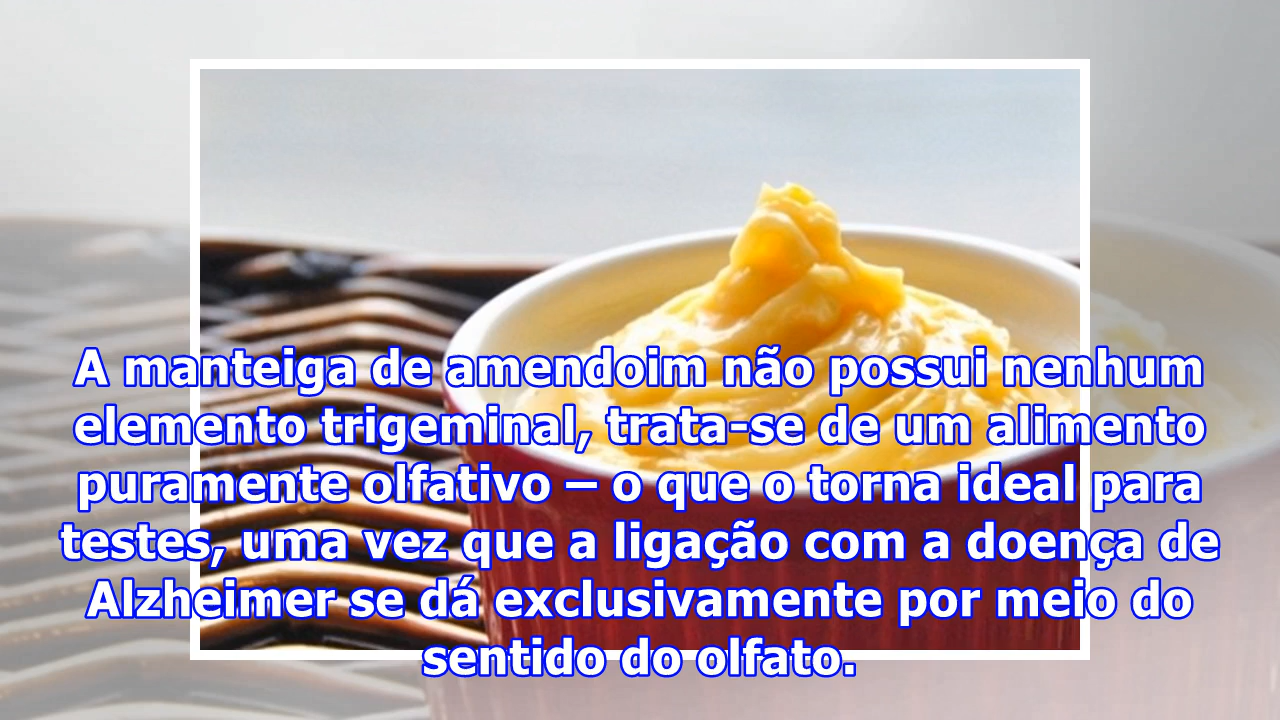 A manteiga de amendoim não possui nenhum
elemento trigeminal, trata-se de um alimento
puramente olfativo – o que o torna ideal para
testes, uma vez que a ligação com a doença de
Alzheimer se dá exclusivamente por meio do
sentido do olfato.